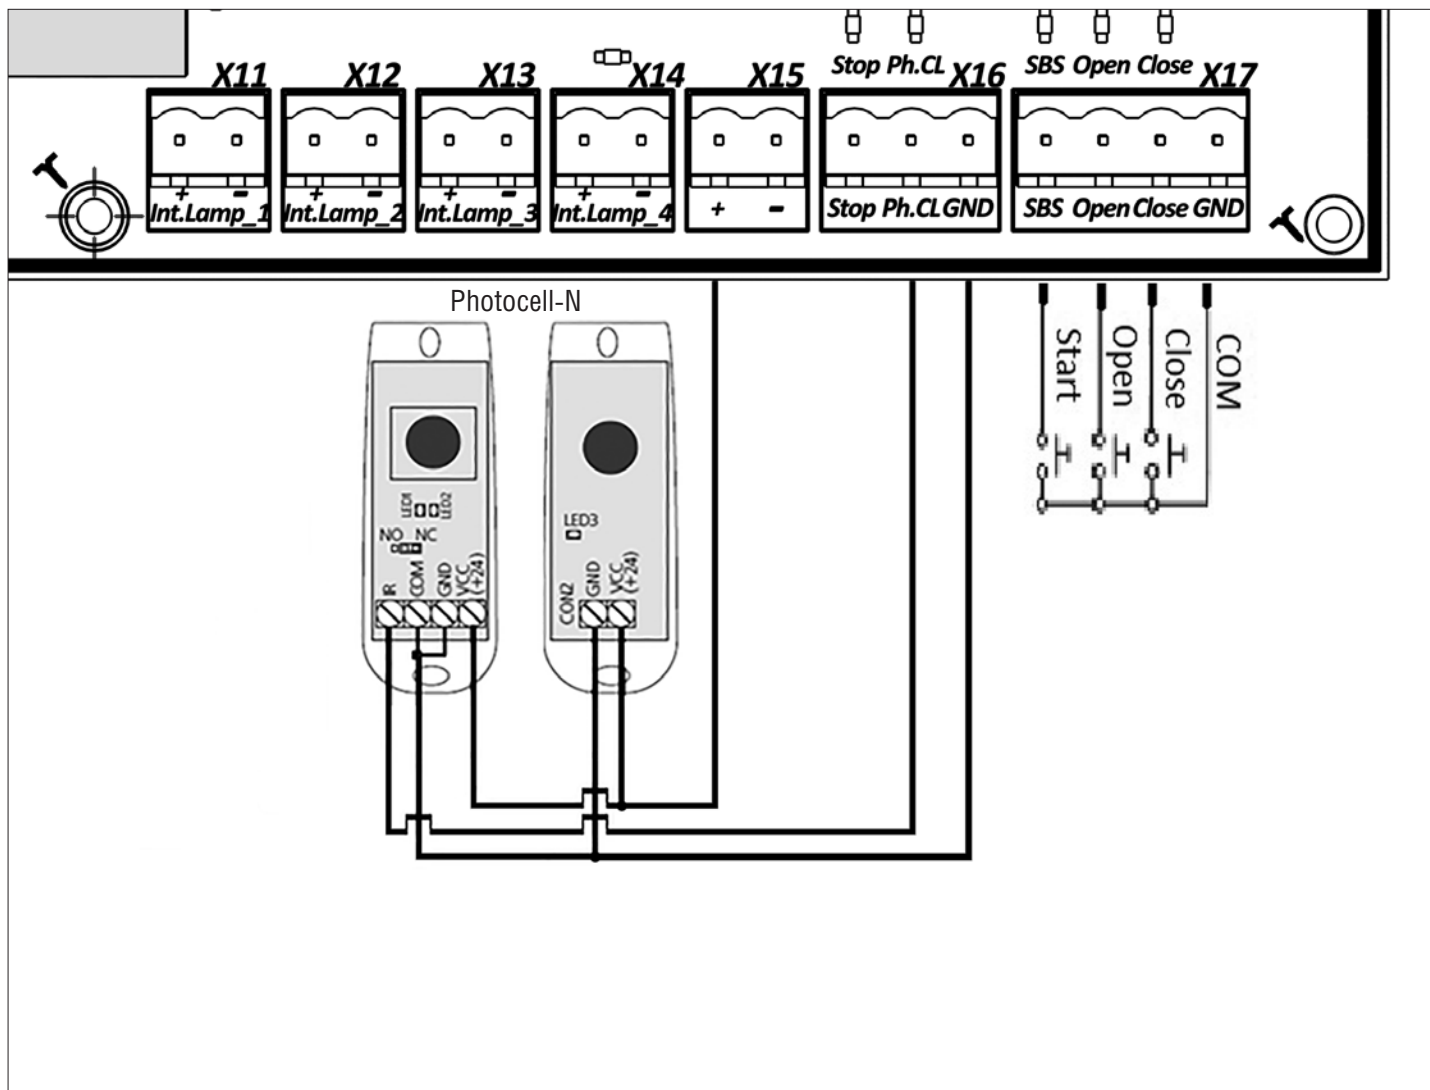 Stop Ph.CL SBS Open Close
X11 X12 X13 X14 X15 X16 X17
+ - + - + - + -
Int.Lamp_1 Int.Lamp_2 Int.Lamp_3 Int.Lamp_4 + - Stop Ph.CL GND SBS Open Close GND
Photocell-N
Start Open Close COM
LED1 LED2
NO NC
IR COM GND VCC (+24)
LED3
CON2 GND VCC (+24)